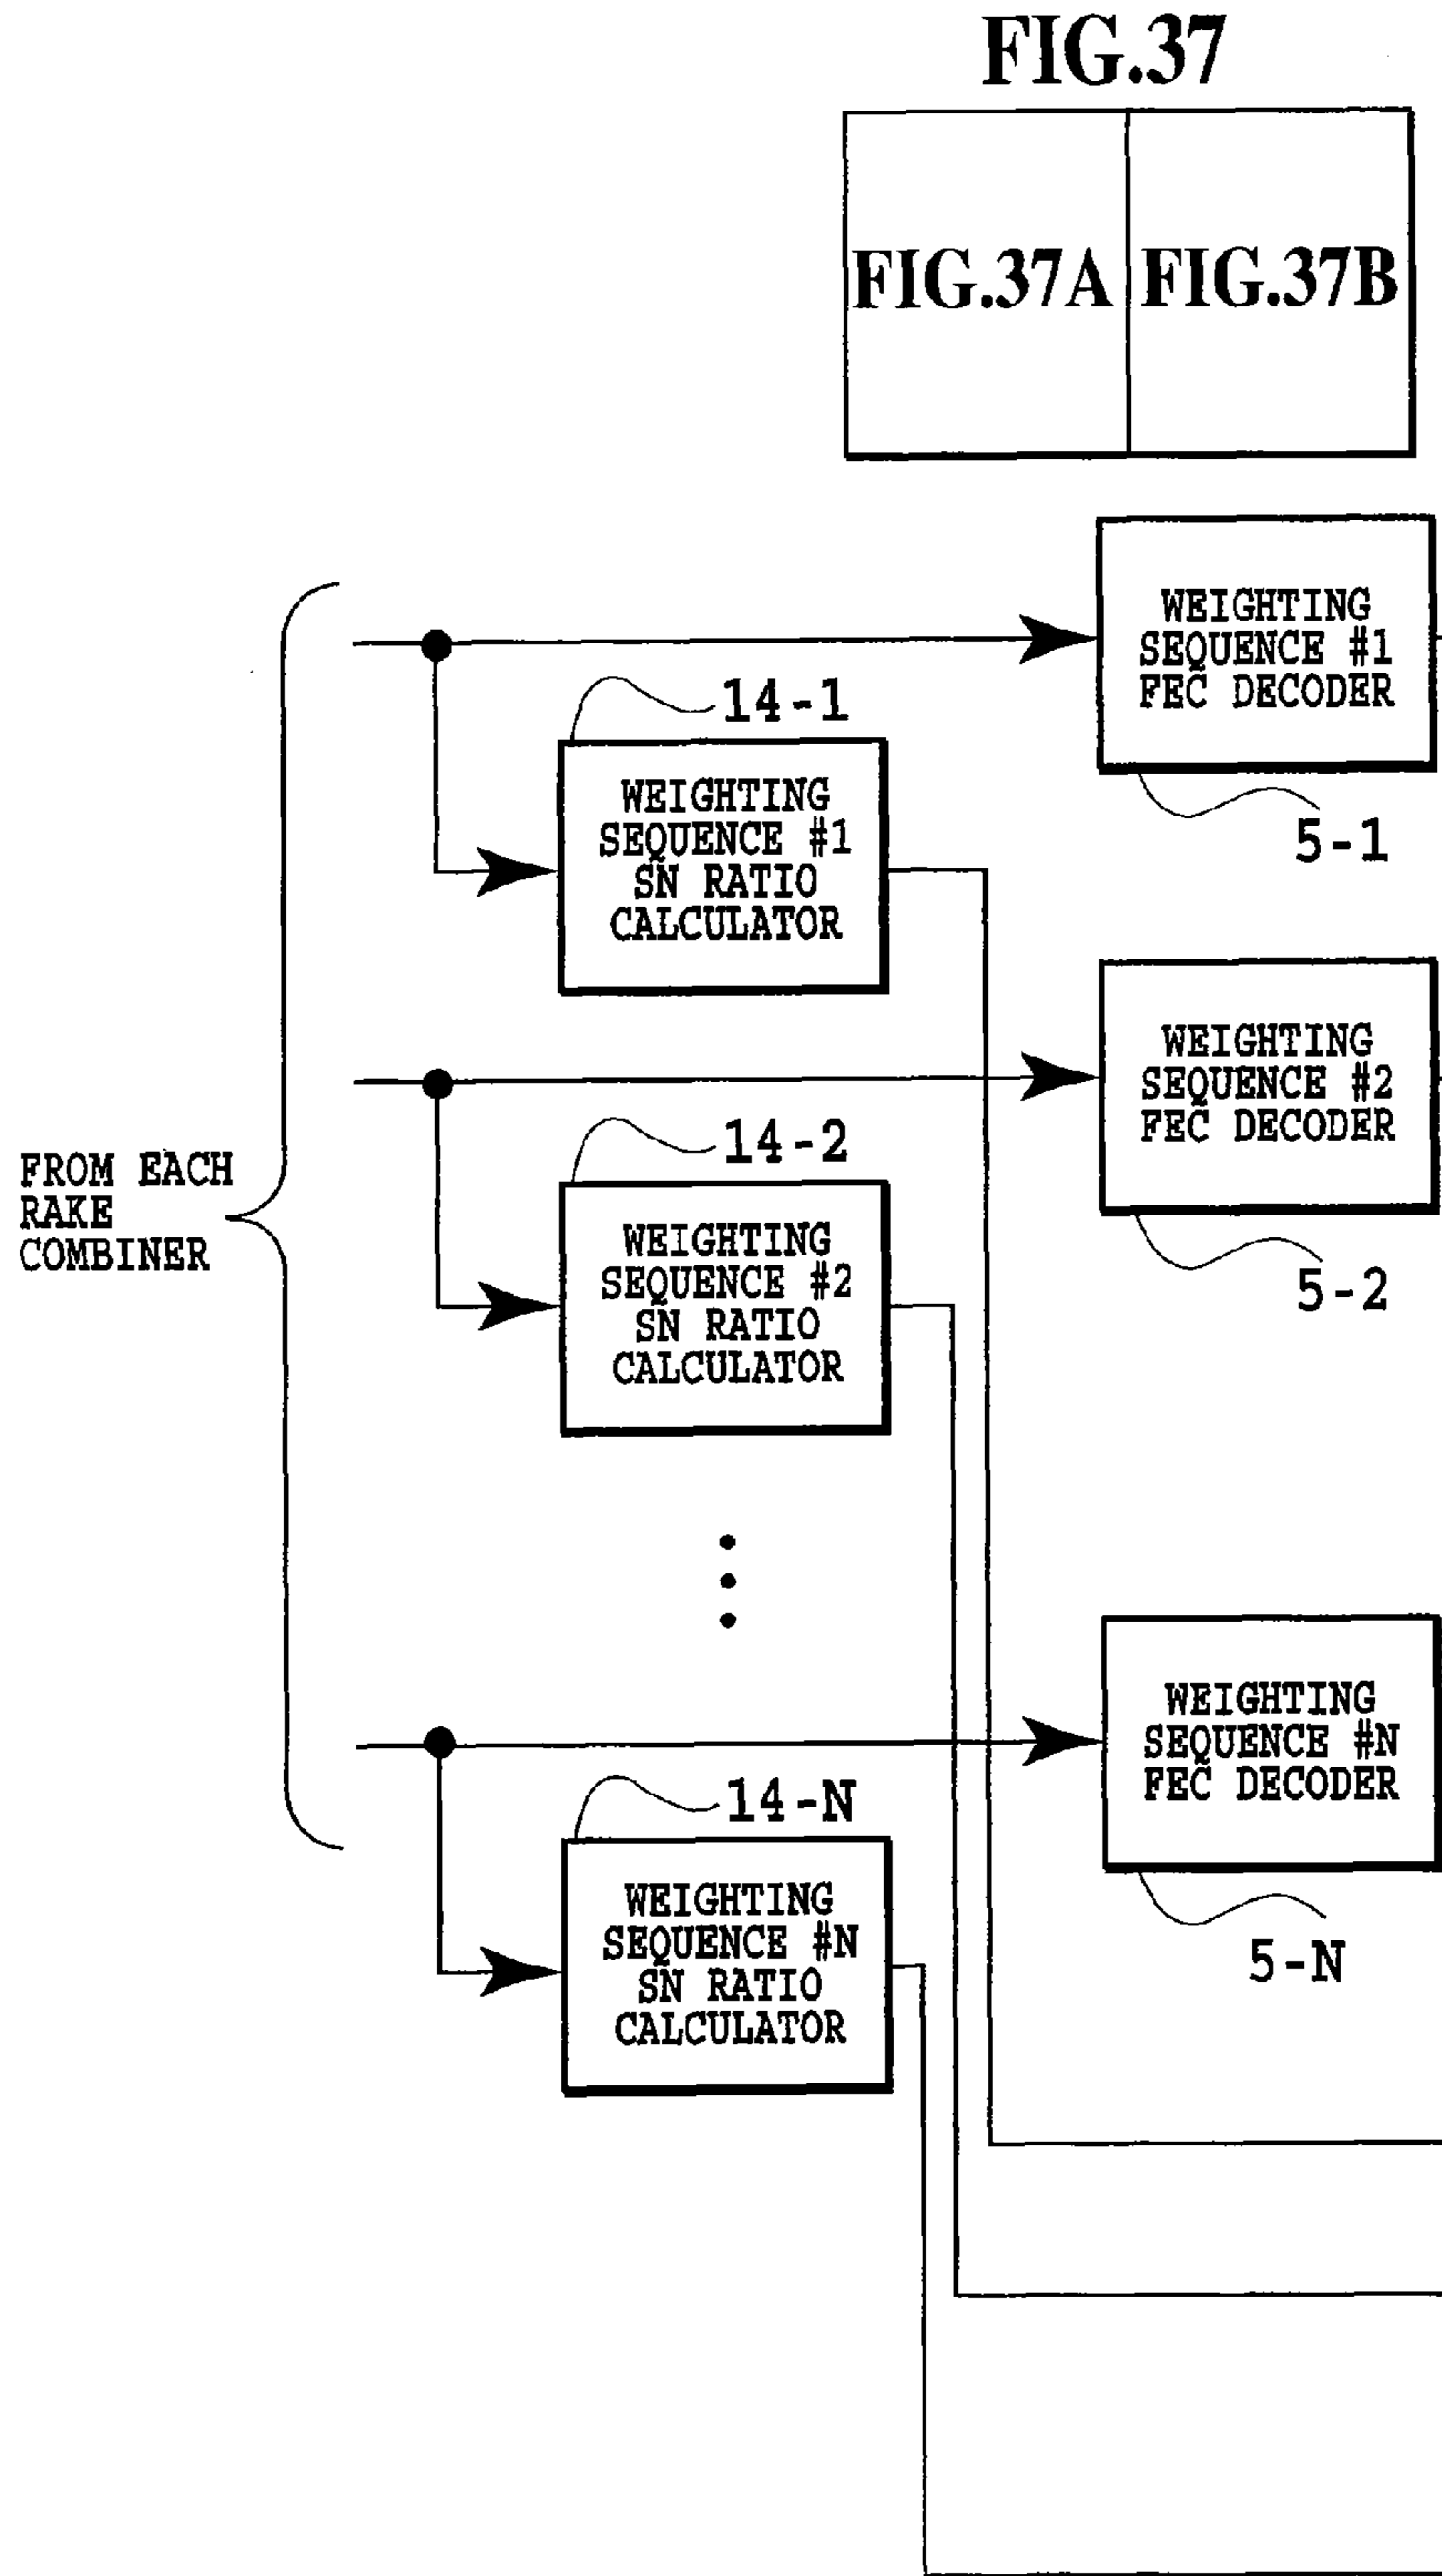 FIG.37
FIG.37A FIG.37B
WEIGHTING
SEQUENCE #1
FEC DECODER
5-1
14-1
WEIGHTING
SEQUENCE #1
SN RATIO
CALCULATOR
WEIGHTING
SEQUENCE #2
FEC DECODER
5-2
14-2
WEIGHTING
SEQUENCE #2
SN RATIO
CALCULATOR
FROM EACH
RAKE
COMBINER
WEIGHTING
SEQUENCE #N
FEC DECODER
5-N
14-N
WEIGHTING
SEQUENCE #N
SN RATIO
CALCULATOR